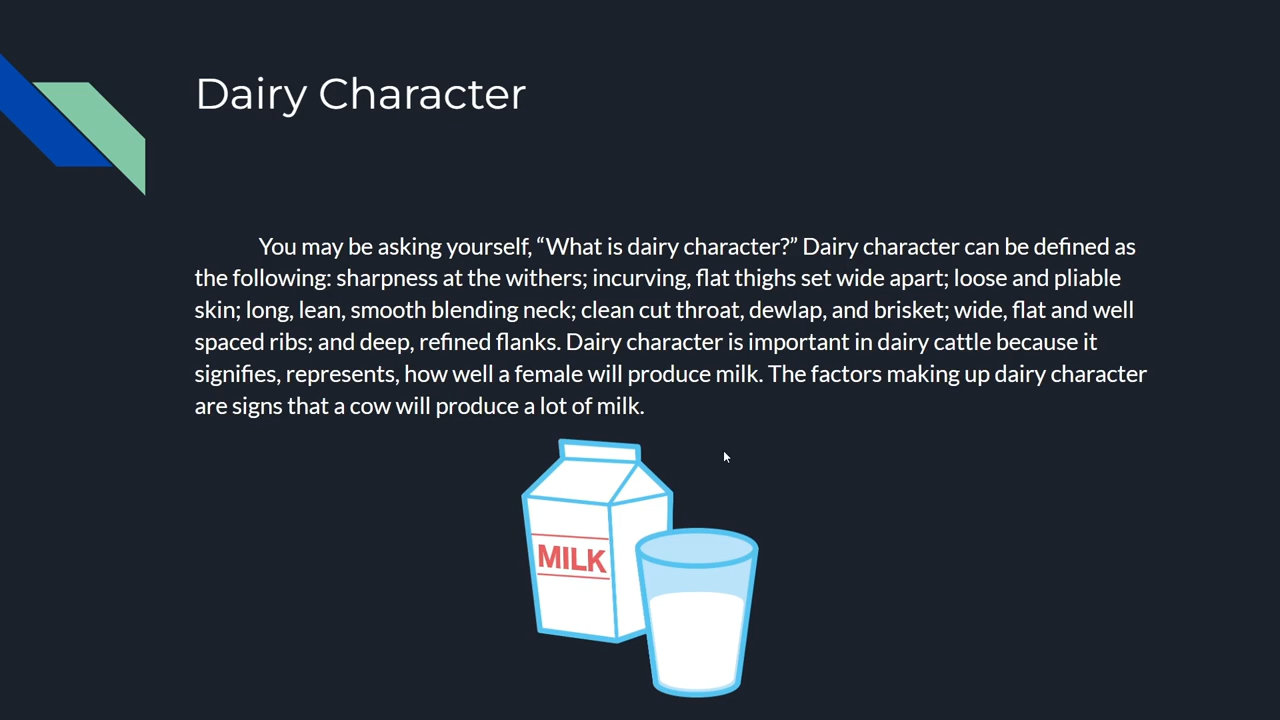 Dairy Character
You may be asking yourself, “What is dairy character?” Dairy character can be defined as
the following: sharpness at the withers; incurving, flat thighs set wide apart; loose and pliable
skin; long, lean, smooth blending neck; clean cut throat, dewlap, and brisket; wide, flat and well
spaced ribs; and deep, refined flanks. Dairy character is important in dairy cattle because it
signifies, represents, how well a female will produce milk. The factors making up dairy character
are signs that a cow will produce a lot of milk.
MILK